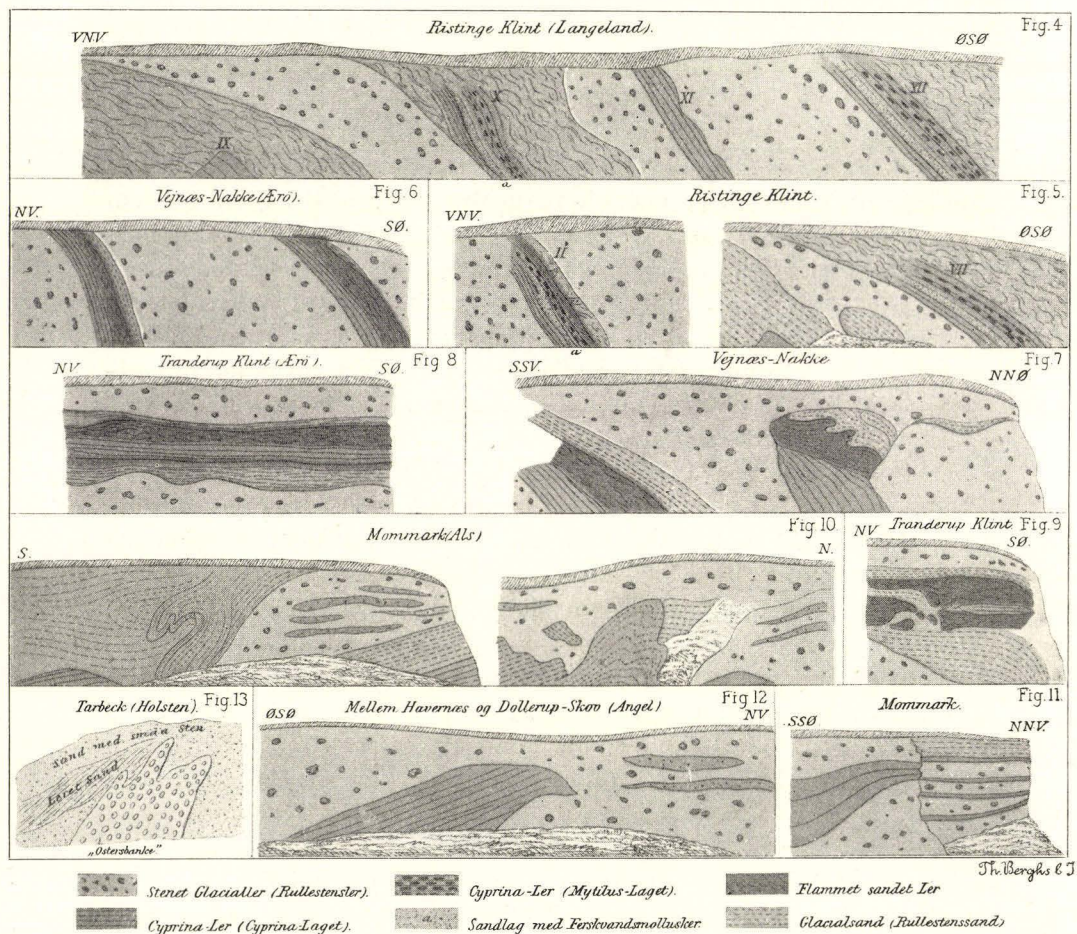 Ristinge Klint (Langeland).
Fig. 4
VNV
ØSØ
IX
X
XI
XII
a
Vejnæs-Nakke (Ærö).
Fig. 6
NV.
SØ.
Ristinge Klint.
Fig. 5.
VNV.
ØSØ
II
VII
a
Tranderup Klint (Ærö).
Fig 8
NV
SØ.
Vejnæs-Nakke
Fig. 7
SSV.
NNØ
Mommark (Als)
Fig 10.
S.
N.
Tranderup Klint.
Fig. 9
NV
SØ.
Tarbeck (Holsten).
Fig. 13
Sand med smaa sten
Leret Sand
„Ostersbanke"
Mellem Havernæs og Dollerup-Skov (Angel)
Fig. 12
ØSØ
NV
Mommark.
Fig. 11.
SSØ
NNV.
Th. Berghs l. I
Stenet Glacialler (Rullestensler).
Cyprina-Ler (Mytilus-Laget).
Flammet sandet Ler
Cyprina-Ler (Cyprina-Laget).
a
Sandlag med Ferskvandsmollusker.
Glacialsand (Rullestenssand)